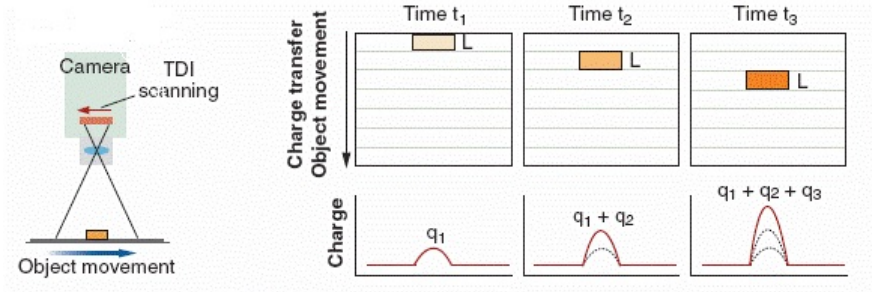 Camera
TDI
scanning
Object movement
Charge transfer
Object movement
Time t₁
Time t₂
Time t₃
L
L
L
Charge
q₁
q₁ + q₂
q₁ + q₂ + q₃